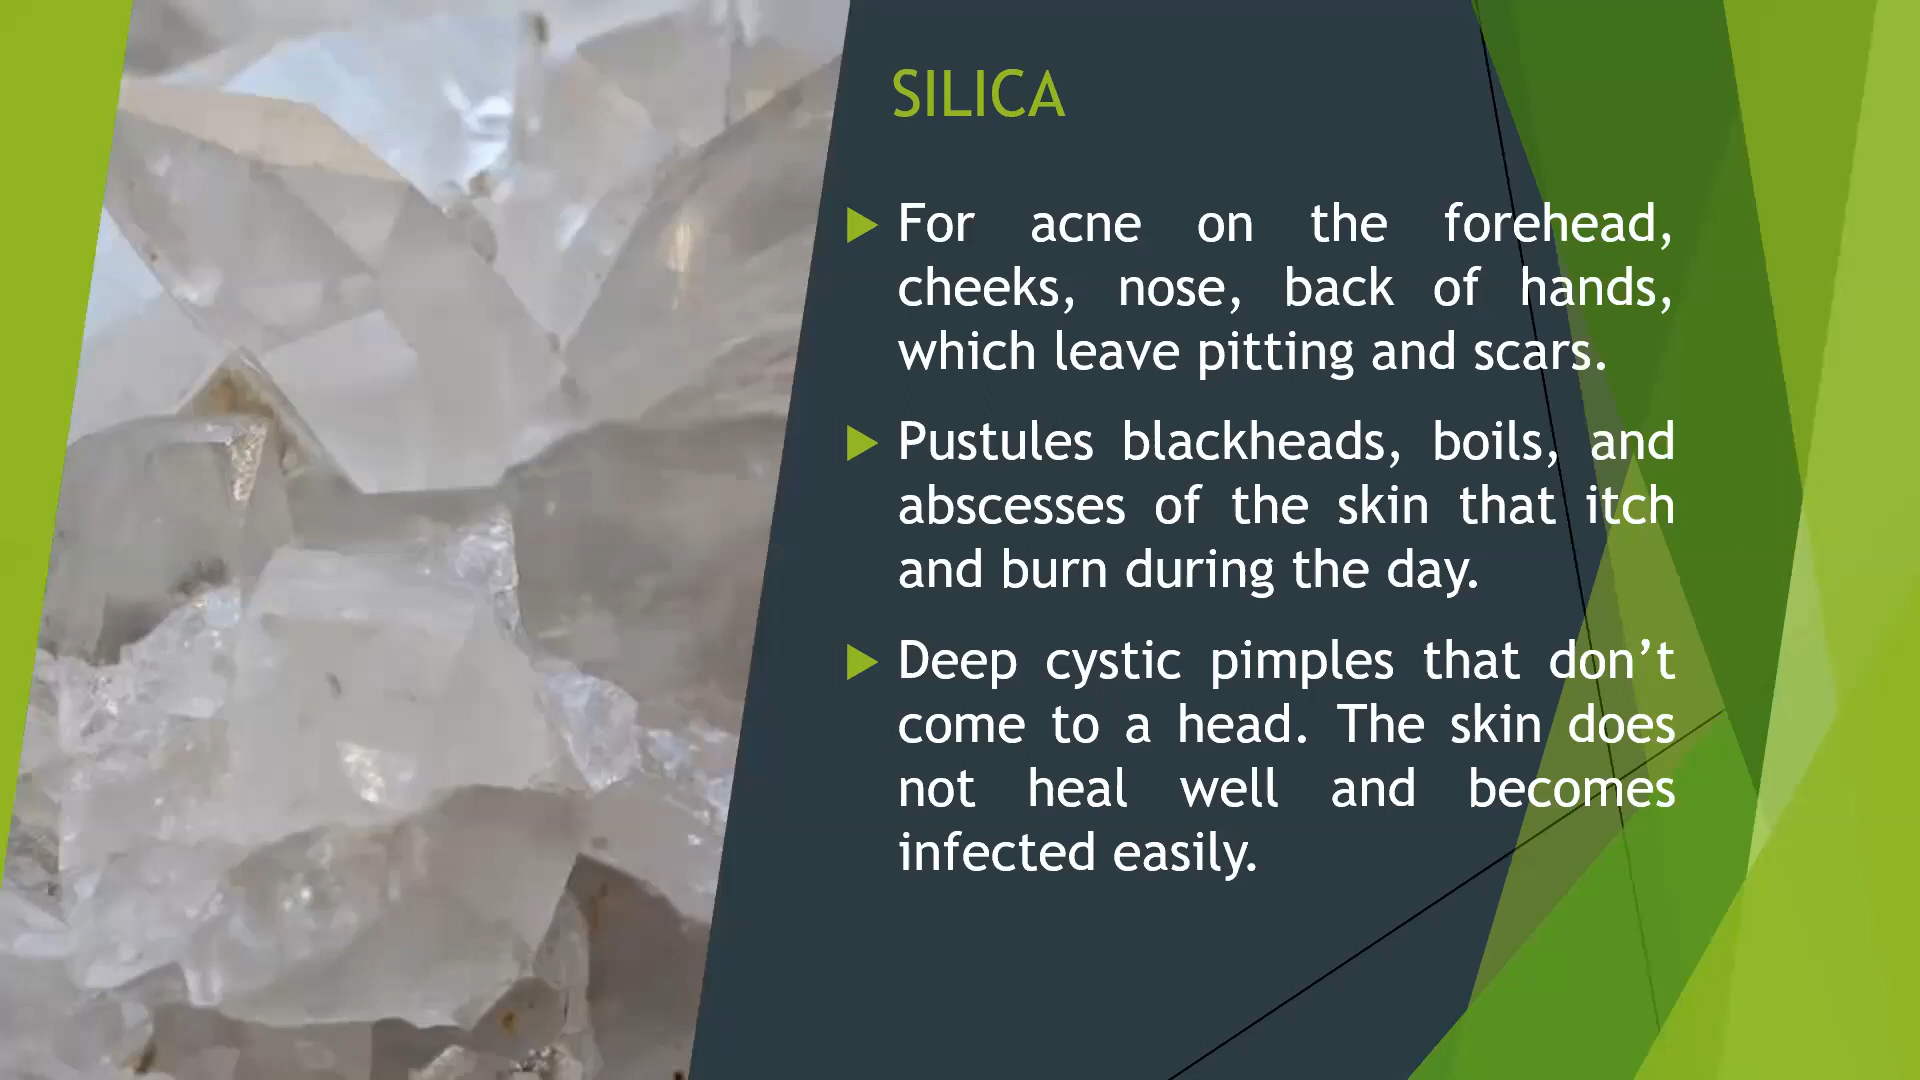 SILICA
For acne on the forehead,
cheeks, nose, back of hands,
which leave pitting and scars.
Pustules blackheads, boils, and
abscesses of the skin that itch
and burn during the day.
Deep cystic pimples that don’t
come to a head. The skin does
not heal well and becomes
infected easily.